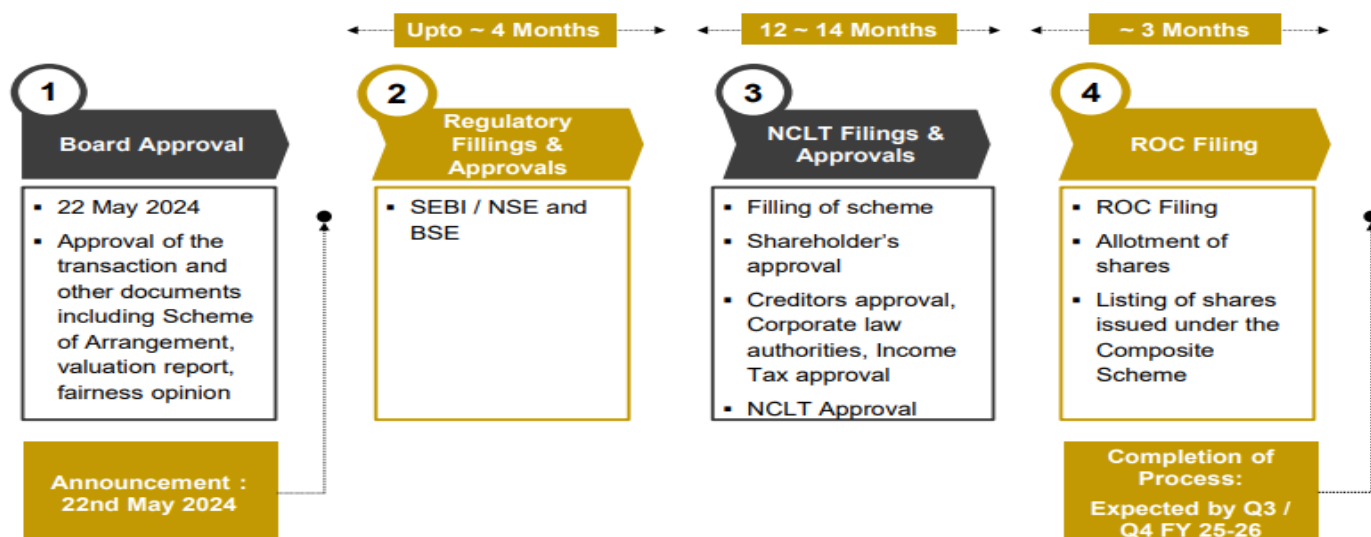 Upto ~ 4 Months
12 ~ 14 Months
~ 3 Months
1
Board Approval
▪ 22 May 2024
▪ Approval of the
transaction and
other documents
including Scheme
of Arrangement,
valuation report,
fairness opinion
Announcement :
22nd May 2024
2
Regulatory
Fillings &
Approvals
▪ SEBI / NSE and
BSE
3
NCLT Filings &
Approvals
▪ Filling of scheme
▪ Shareholder's
approval
▪ Creditors approval,
Corporate law
authorities, Income
Tax approval
▪ NCLT Approval
4
ROC Filing
▪ ROC Filing
▪ Allotment of
shares
▪ Listing of shares
issued under the
Composite
Scheme
Completion of
Process:
Expected by Q3 /
Q4 FY 25-26